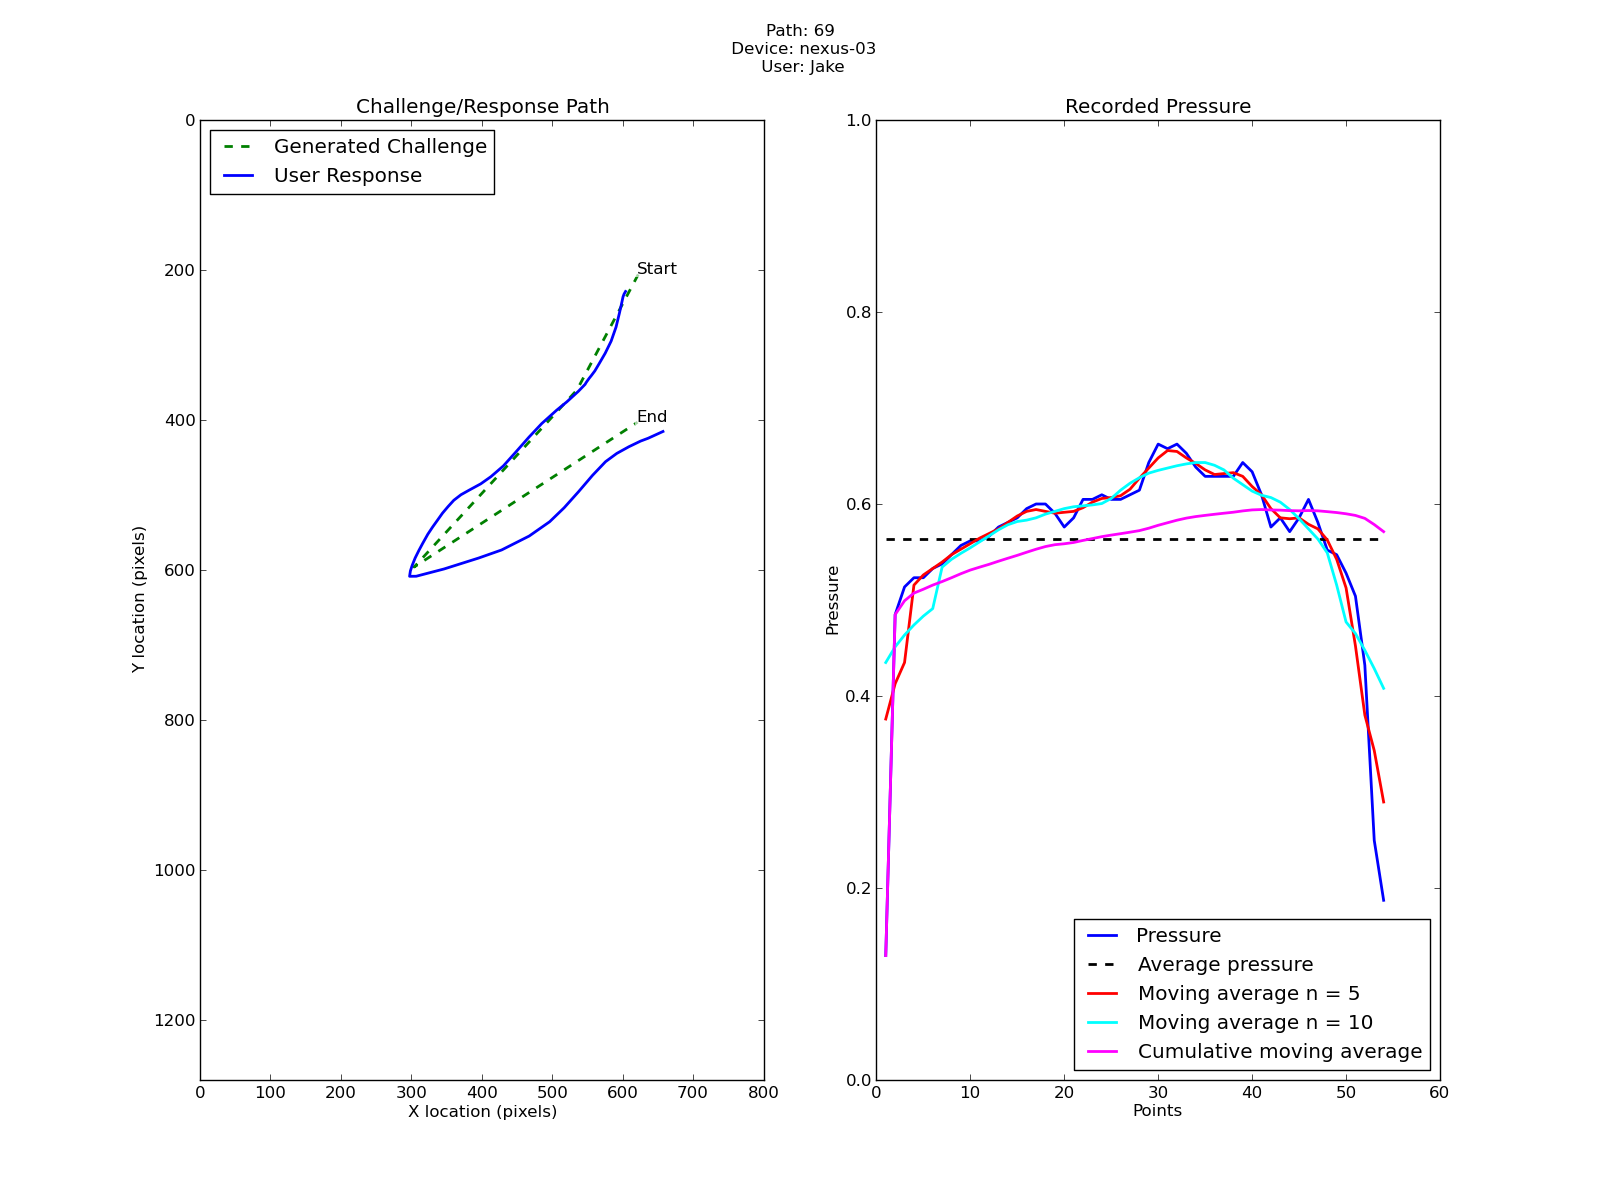 Path: 69
Device: nexus-03
User: Jake
Challenge/Response Path
Generated Challenge
User Response
Start
End
0
200
400
600
800
1000
1200
Y location (pixels)
0 100 200 300 400 500 600 700 800
X location (pixels)
Recorded Pressure
1.0
0.8
0.6
0.4
0.2
0.0
Pressure
Pressure
Average pressure
Moving average n = 5
Moving average n = 10
Cumulative moving average
0 10 20 30 40 50 60
Points